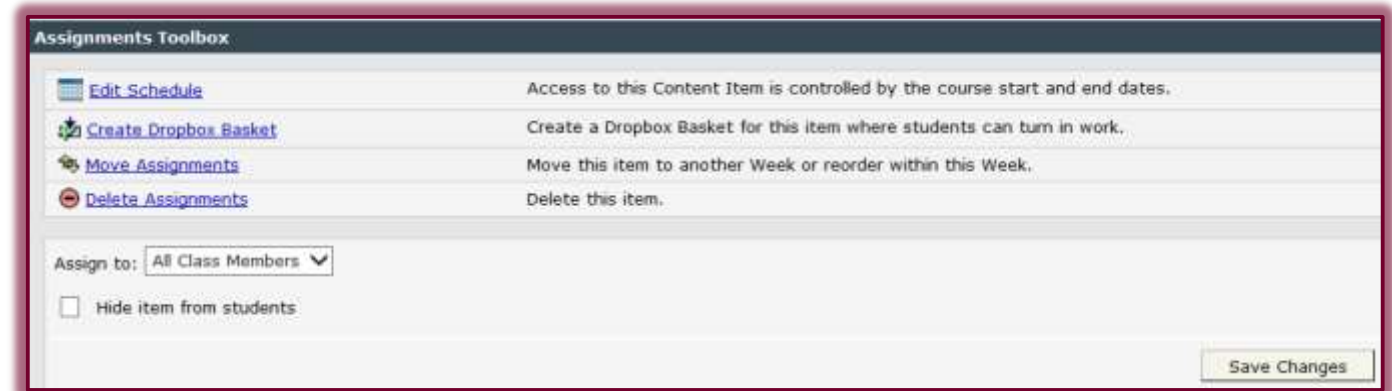 Assignments Toolbox
Edit Schedule Access to this Content Item is controlled by the course start and end dates.
Create Dropbox Basket Create a Dropbox Basket for this item where students can turn in work.
Move Assignments Move this item to another Week or reorder within this Week.
Delete Assignments Delete this item.
Assign to: All Class Members
Hide item from students
Save Changes